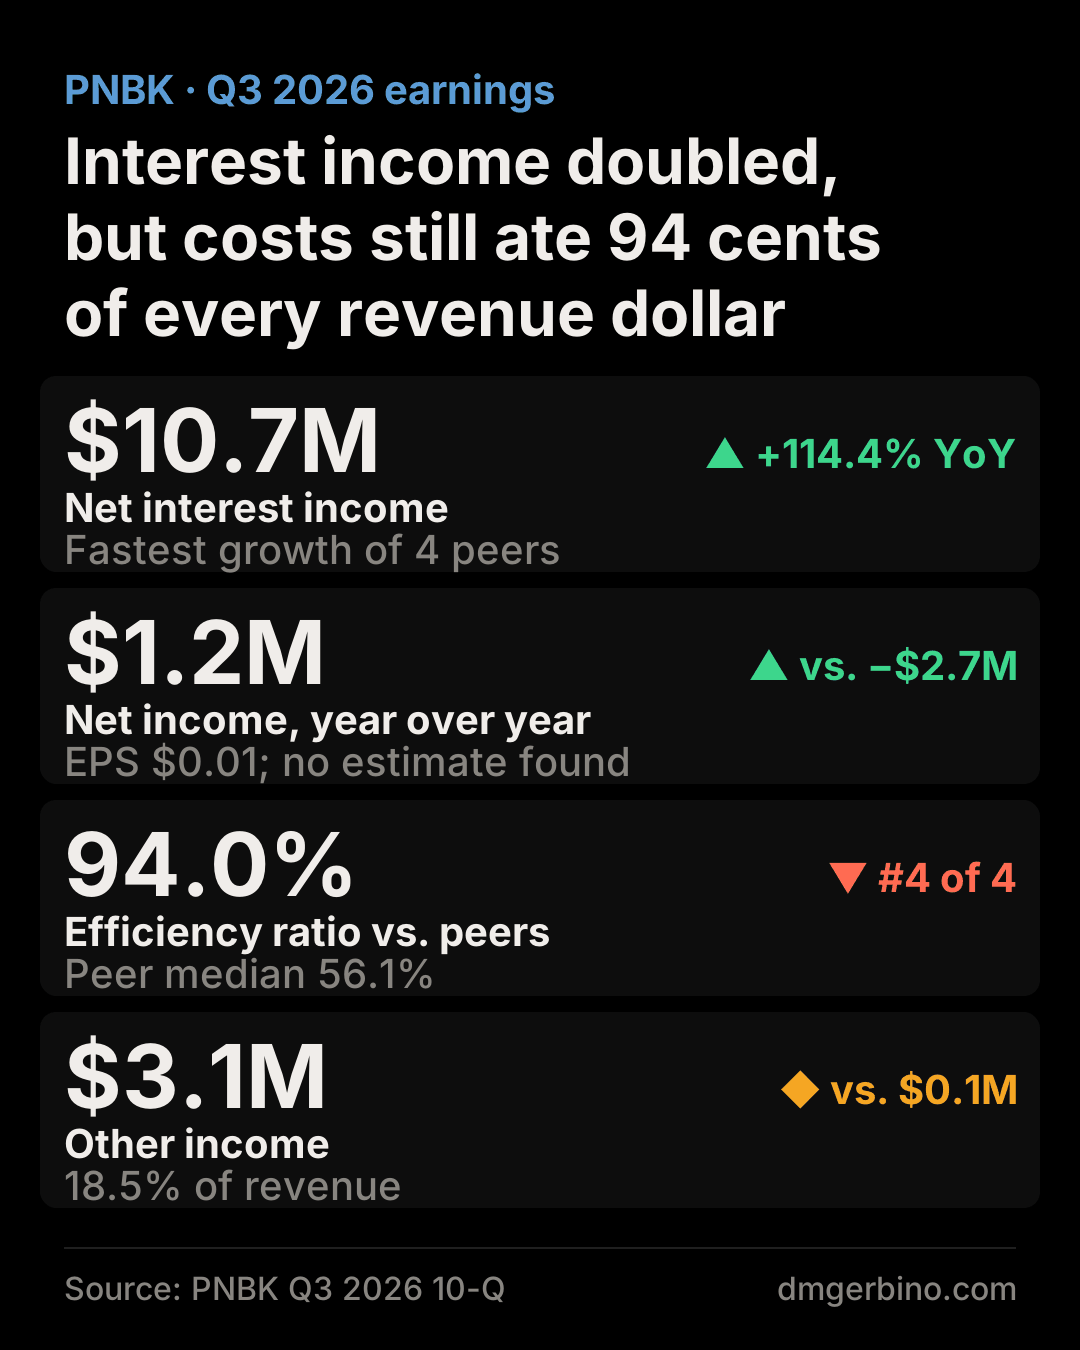 PNBK · Q3 2026 earnings
Interest income doubled,
but costs still ate 94 cents
of every revenue dollar
$10.7M
▲ +114.4% YoY
Net interest income
Fastest growth of 4 peers
$1.2M
▲ vs. −$2.7M
Net income, year over year
EPS $0.01; no estimate found
94.0%
▼ #4 of 4
Efficiency ratio vs. peers
Peer median 56.1%
$3.1M
◆ vs. $0.1M
Other income
18.5% of revenue
Source: PNBK Q3 2026 10-Q
dmgerbino.com